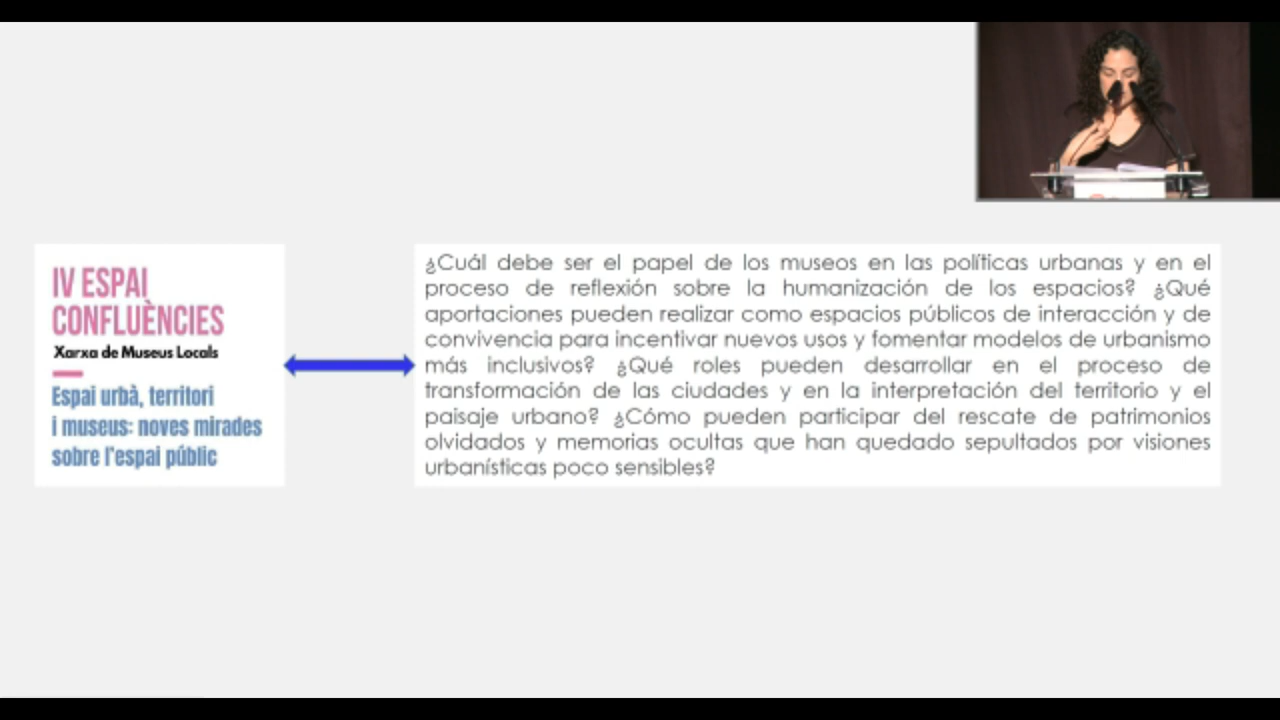 IV ESPAI
CONFLUÈNCIES
Xarxa de Museus Locals
Espai urbà, territori
i museus: noves mirades
sobre l'espai públic
¿Cuál debe ser el papel de los museos en las políticas urbanas y en el
proceso de reflexión sobre la humanización de los espacios? ¿Qué
aportaciones pueden realizar como espacios públicos de interacción y de
convivencia para incentivar nuevos usos y fomentar modelos de urbanismo
más inclusivos? ¿Qué roles pueden desarrollar en el proceso de
transformación de las ciudades y en la interpretación del territorio y el
paisaje urbano? ¿Cómo pueden participar del rescate de patrimonios
olvidados y memorias ocultas que han quedado sepultados por visiones
urbanísticas poco sensibles?